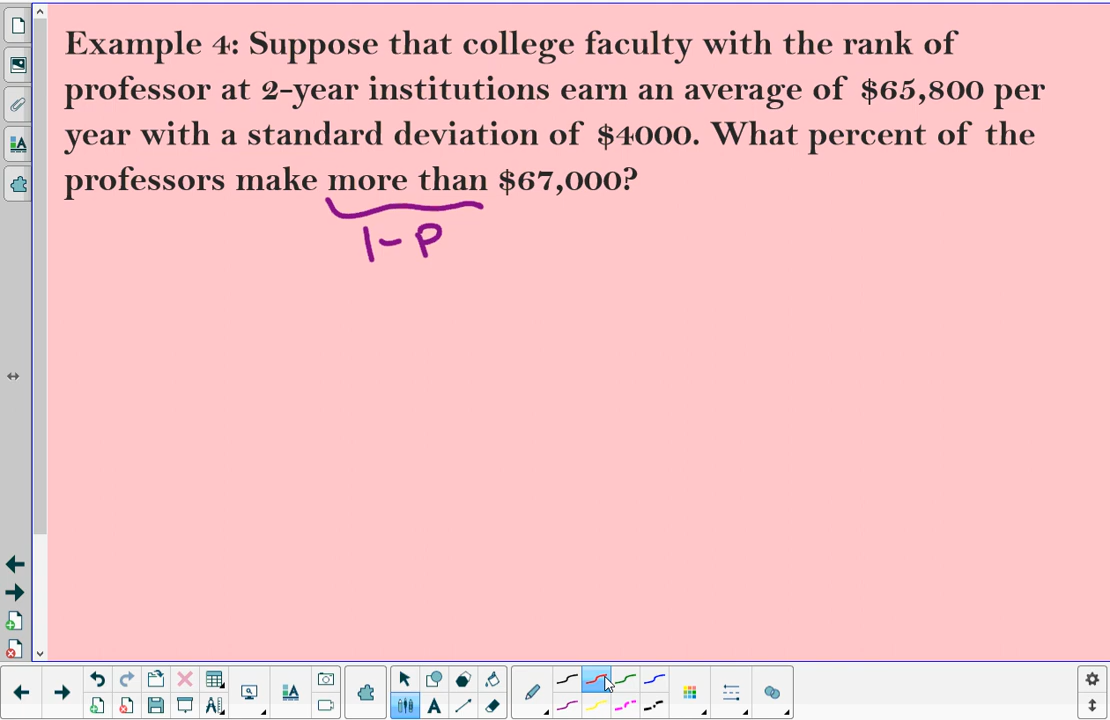 Example 4: Suppose that college faculty with the rank of
professor at 2-year institutions earn an average of $65,800 per
year with a standard deviation of $4000. What percent of the
professors make more than $67,000?
1-P